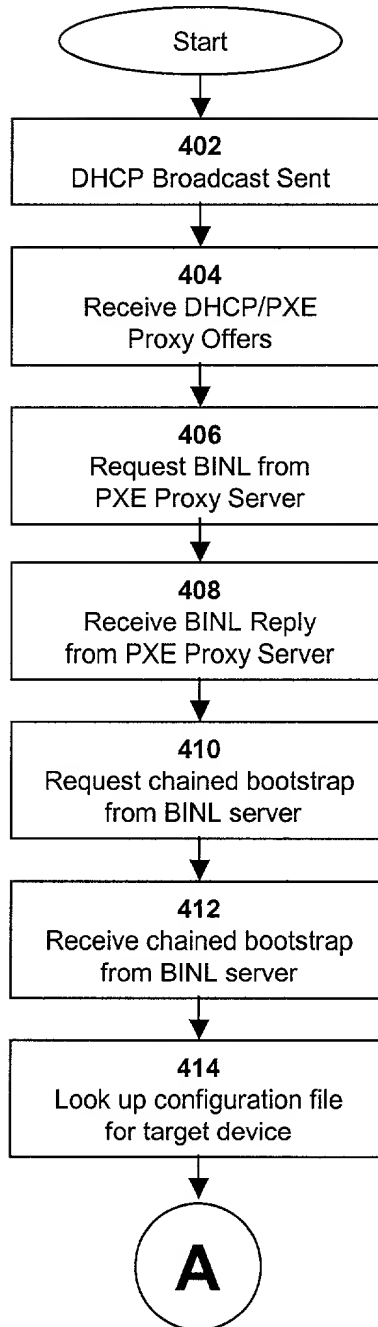 Start
402
DHCP Broadcast Sent
404
Receive DHCP/PXE
Proxy Offers
406
Request BINL from
PXE Proxy Server
408
Receive BINL Reply
from PXE Proxy Server
410
Request chained bootstrap
from BINL server
412
Receive chained bootstrap
from BINL server
414
Look up configuration file
for target device
A